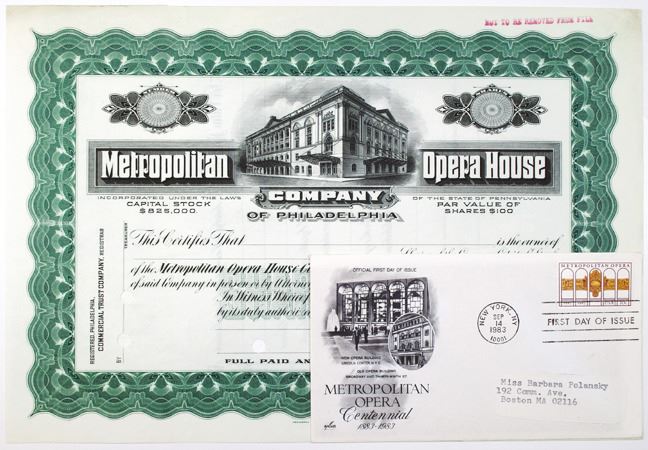 NOT TO BE REMOVED FROM FILE
Metropolitan Opera House
INCORPORATED UNDER THE LAWS OF THE STATE OF PENNSYLVANIA
CAPITAL STOCK
$825,000.
PAR VALUE OF
SHARES $100
COMPANY
OF PHILADELPHIA
This Certifies That
is the owner of
of the Metropolitan Opera House
of said Company in person or by Attorney
In Witness Whereof
by its duly authorized
FULL PAID AN
REGISTERED, PHILADELPHIA,
COMMERCIAL TRUST COMPANY, REGISTRAR
BY
OFFICIAL FIRST DAY OF ISSUE
NEW OPERA BUILDING
LINCOLN CENTER N.Y.C.
OLD OPERA BUILDING
BROADWAY AND THIRTY-NINTH ST.
METROPOLITAN
OPERA
Centennial
1883-1983
NEW YORK, NY
SEP
14
1983
10001
METROPOLITAN OPERA
FIRST DAY OF ISSUE
Miss Barbara Polansky
192 Comm. Ave.
Boston MA 02116